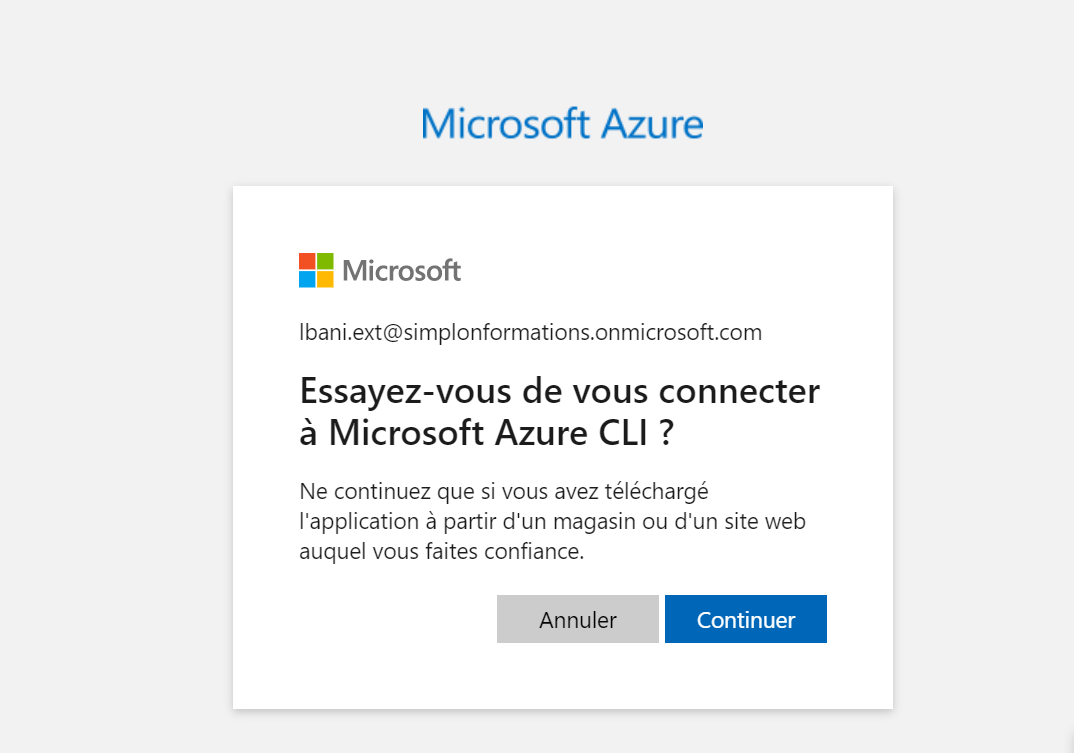 Microsoft Azure
Microsoft
lbani.ext@simplonformations.onmicrosoft.com
Essayez-vous de vous connecter
à Microsoft Azure CLI ?
Ne continuez que si vous avez téléchargé
l'application à partir d'un magasin ou d'un site web
auquel vous faites confiance.
Annuler
Continuer